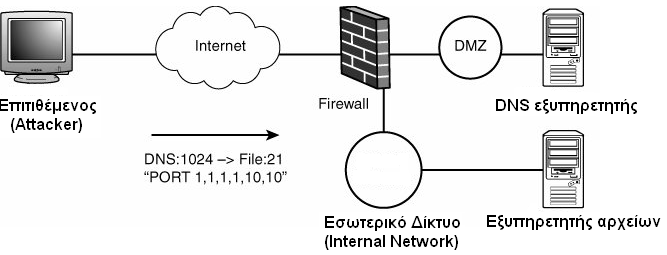 Internet
DMZ
Firewall
Επιτιθέμενος
(Attacker)
DNS εξυπηρετητής
DNS:1024 –> File:21
“PORT 1,1,1,1,10,10”
Εσωτερικό Δίκτυο
(Internal Network)
Εξυπηρετητής αρχείων